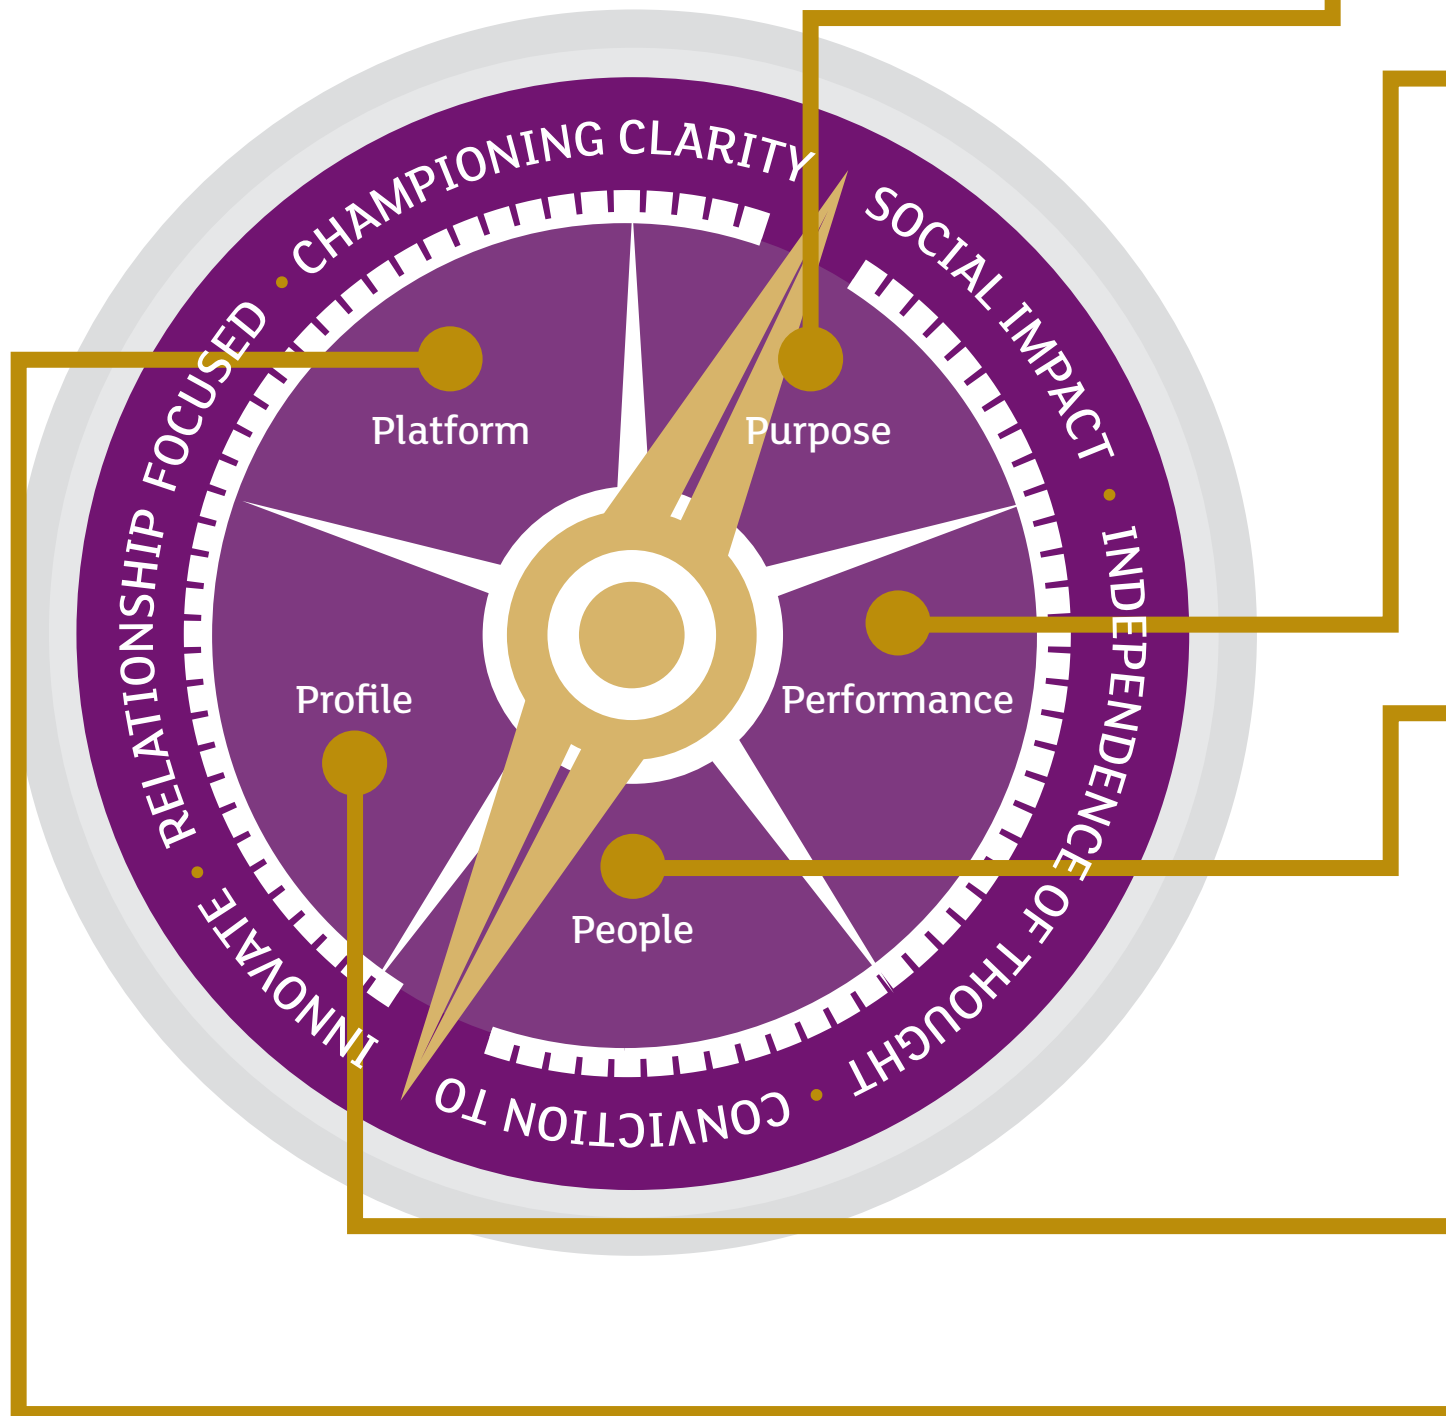 CHAMPIONING CLARITY
SOCIAL IMPACT
INDEPENDENCE OF THOUGHT
CONVICTION TO
INNOVATE
RELATIONSHIP FOCUSED
Platform
Purpose
Performance
People
Profile